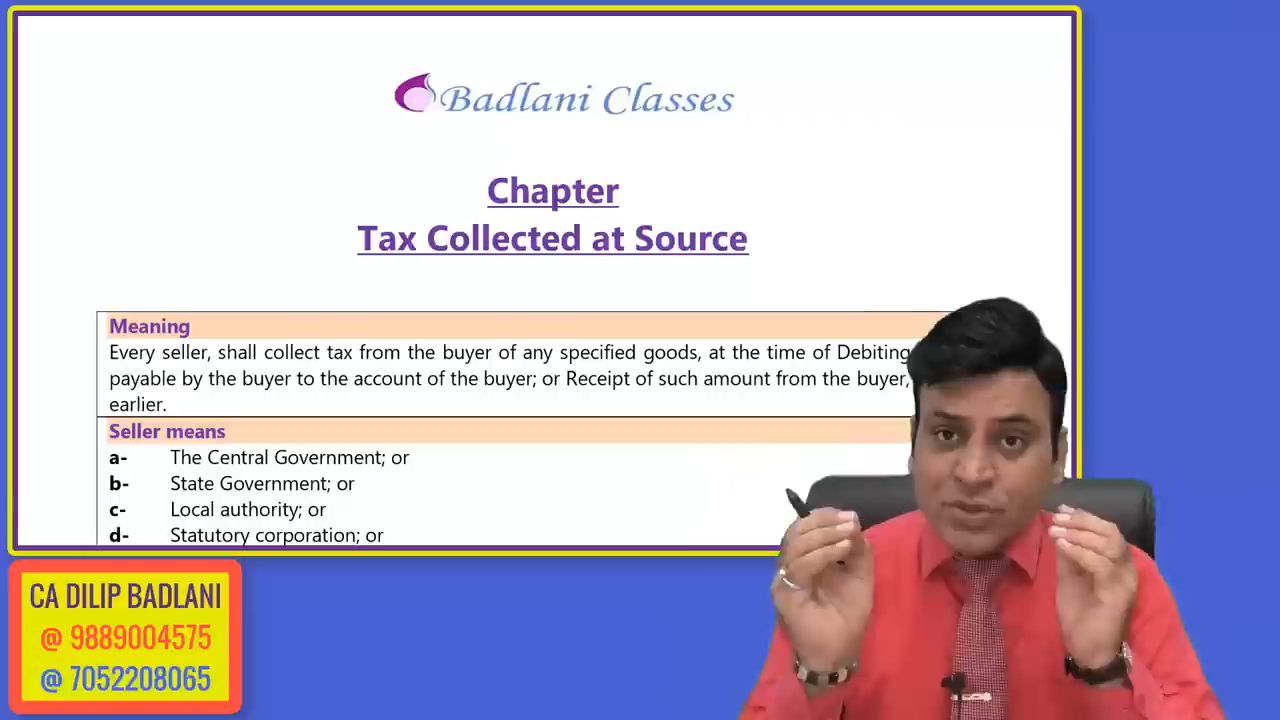 Badlani Classes
Chapter
Tax Collected at Source
Meaning
Every seller, shall collect tax from the buyer of any specified goods, at the time of Debiting
payable by the buyer to the account of the buyer; or Receipt of such amount from the buyer,
earlier.
Seller means
a- The Central Government; or
b- State Government; or
c- Local authority; or
d- Statutory corporation; or
CA DILIP BADLANI
@ 9889004575
@ 7052208065